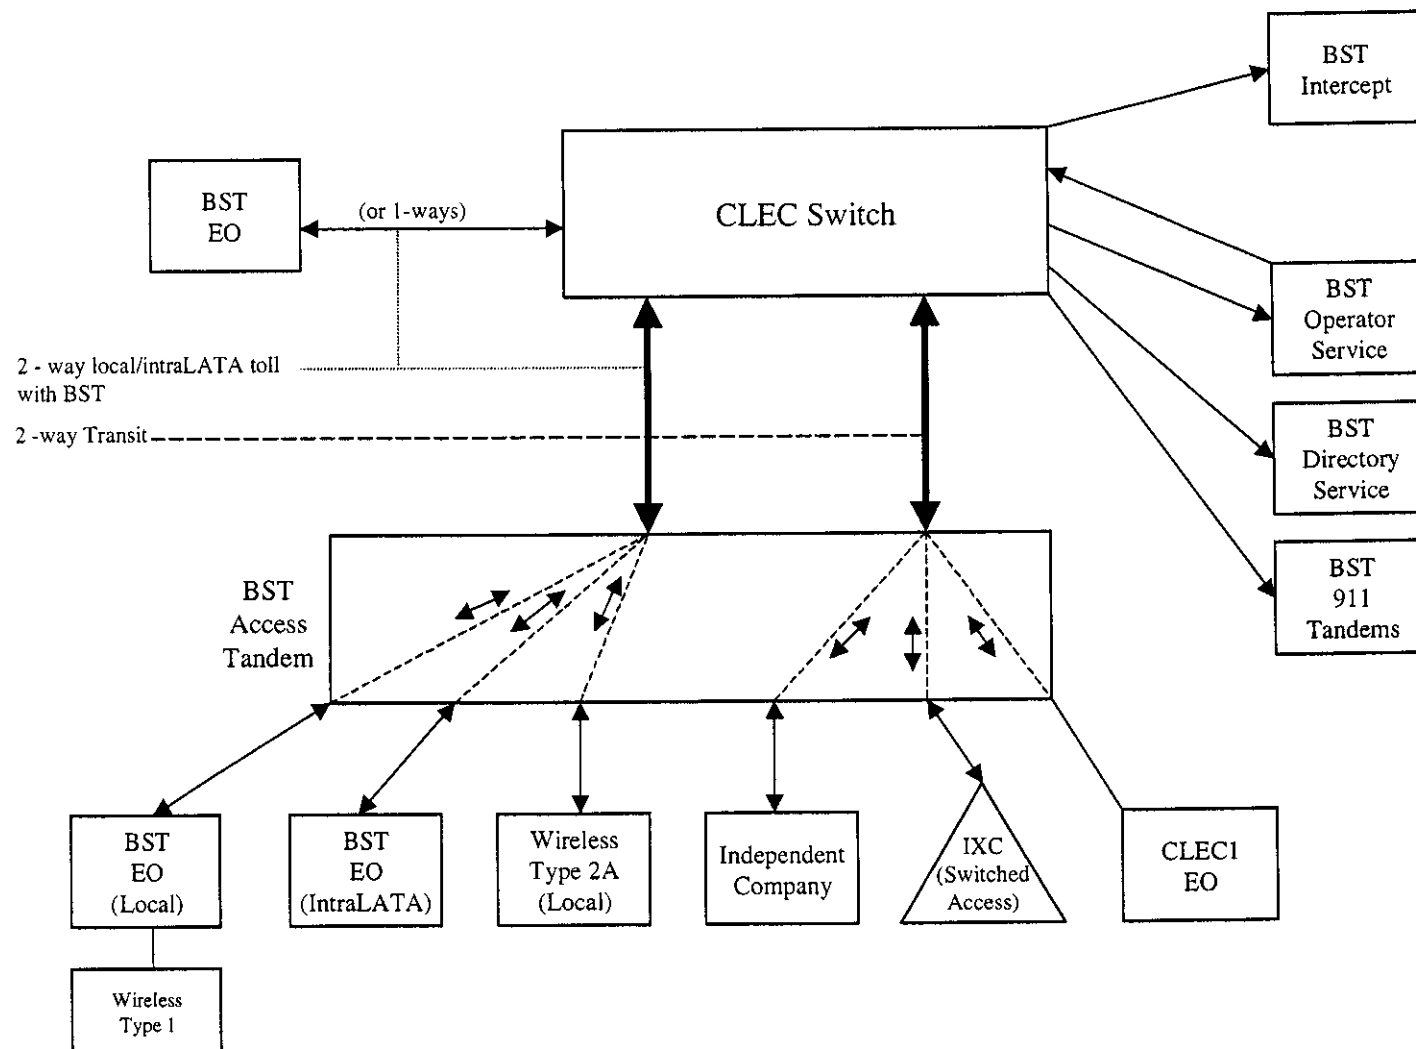 BST
Intercept
BST
EO
(or 1-ways)
CLEC Switch
BST
Operator
Service
2 - way local/intraLATA toll
with BST
2 -way Transit
BST
Directory
Service
BST
911
Tandems
BST
Access
Tandem
BST
EO
(Local)
BST
EO
(IntraLATA)
Wireless
Type 2A
(Local)
Independent
Company
IXC
(Switched
Access)
CLEC1
EO
Wireless
Type 1